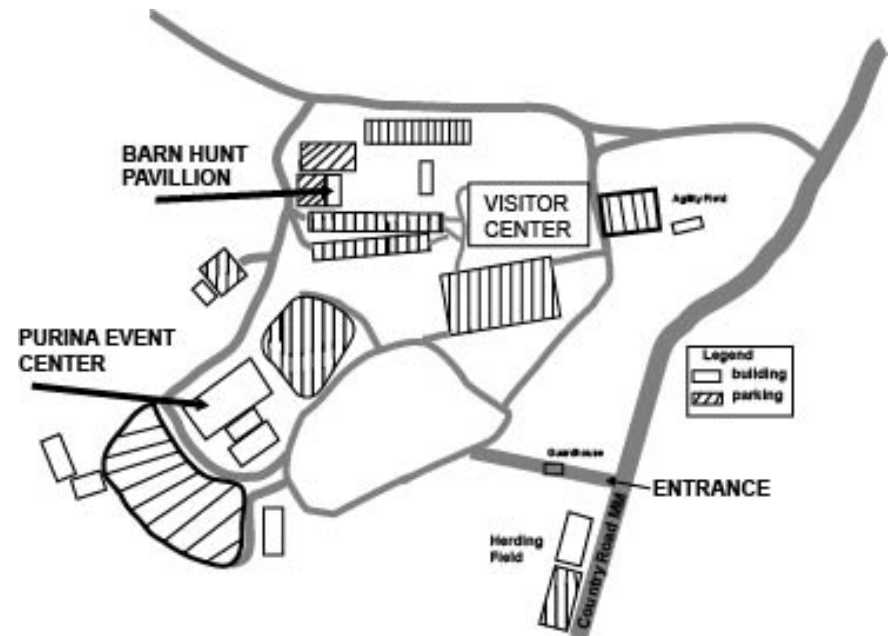 BARN HUNT
PAVILLION
VISITOR
CENTER
Agility Field
PURINA EVENT
CENTER
Legend
building
parking
Guardhouse
ENTRANCE
Herding
Field
Country Road MM